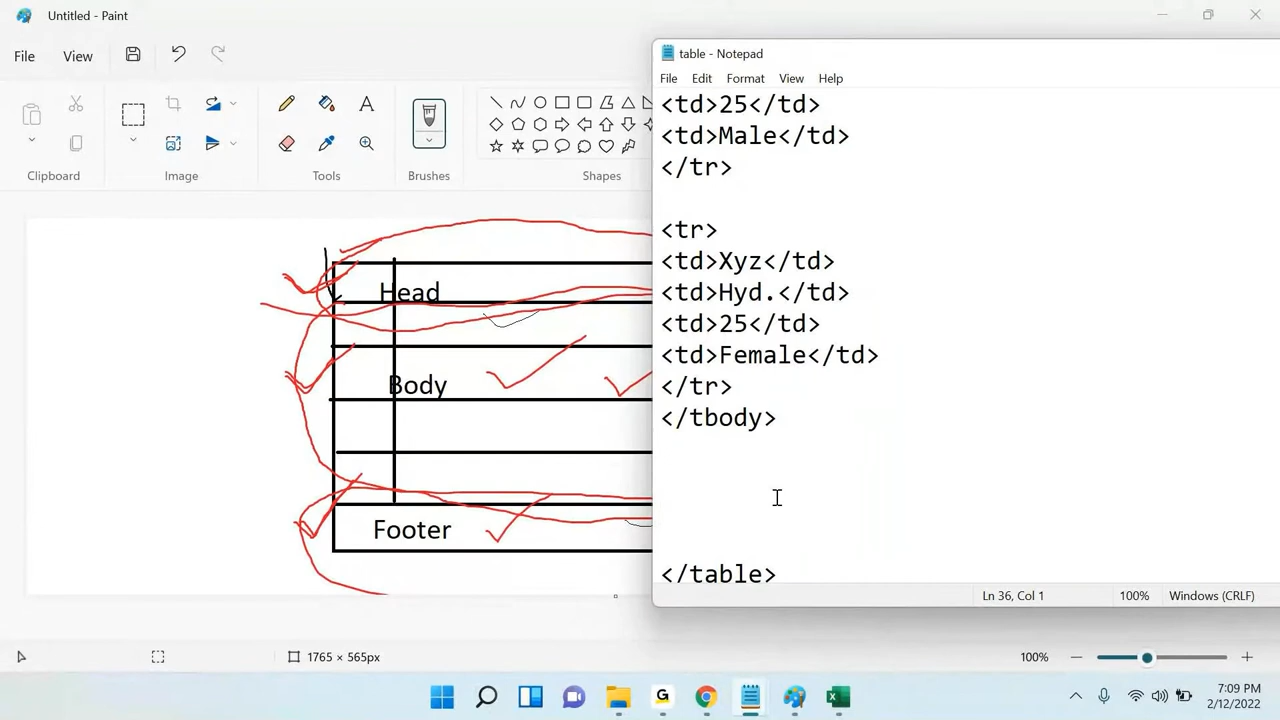 Untitled - Paint
File View
Clipboard
Image
Tools
Brushes
Shapes
Head
Body
Footer
1765 × 565px
100%
table - Notepad
File Edit Format View Help
<td>25</td>
<td>Male</td>
</tr>
<tr>
<td>Xyz</td>
<td>Hyd.</td>
<td>25</td>
<td>Female</td>
</tr>
</tbody>
</table>
Ln 36, Col 1
100%
Windows (CRLF)
7:09 PM
2/12/2022